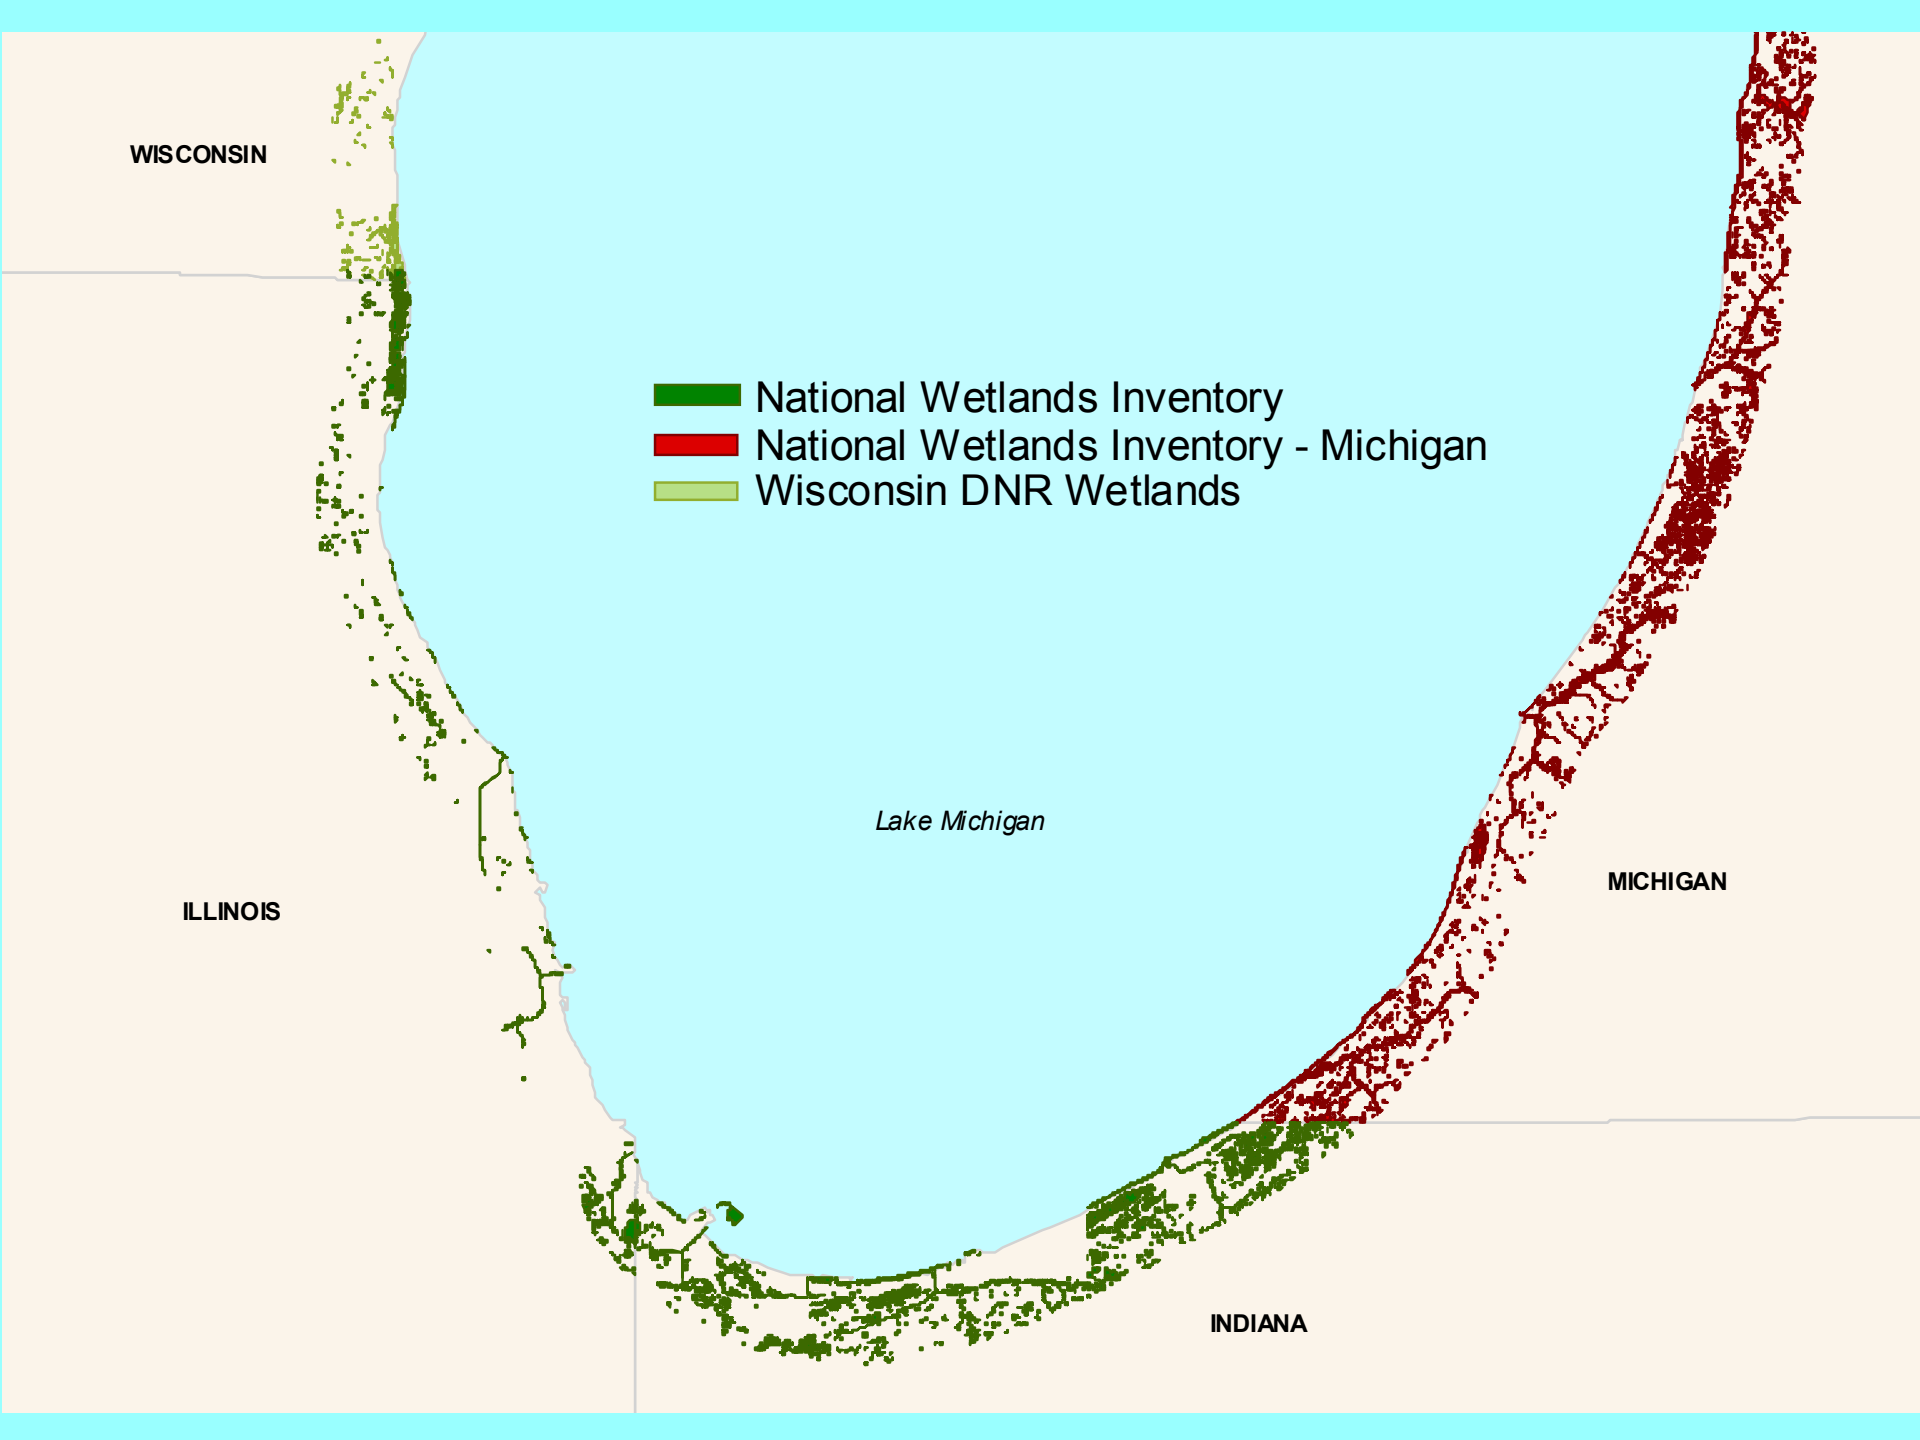 WISCONSIN
National Wetlands Inventory
National Wetlands Inventory - Michigan
Wisconsin DNR Wetlands
Lake Michigan
MICHIGAN
ILLINOIS
INDIANA